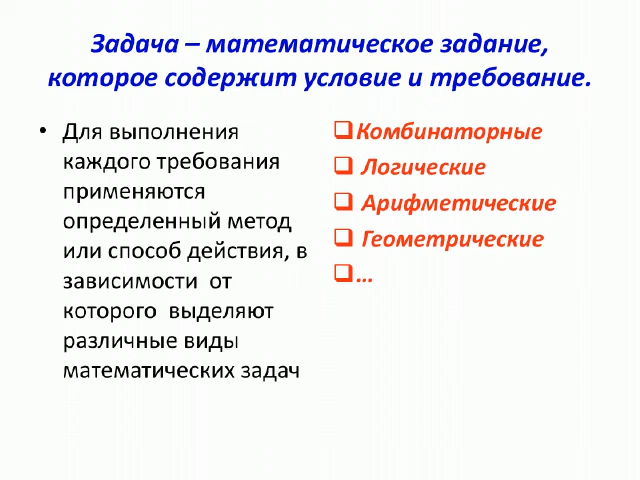 Задача – математическое задание,
которое содержит условие и требование.
• Для выполнения
каждого требования
применяются
определенный метод
или способ действия, в
зависимости от
которого выделяют
различные виды
математических задач
❑Комбинаторные
❑ Логические
❑ Арифметические
❑ Геометрические
❑...